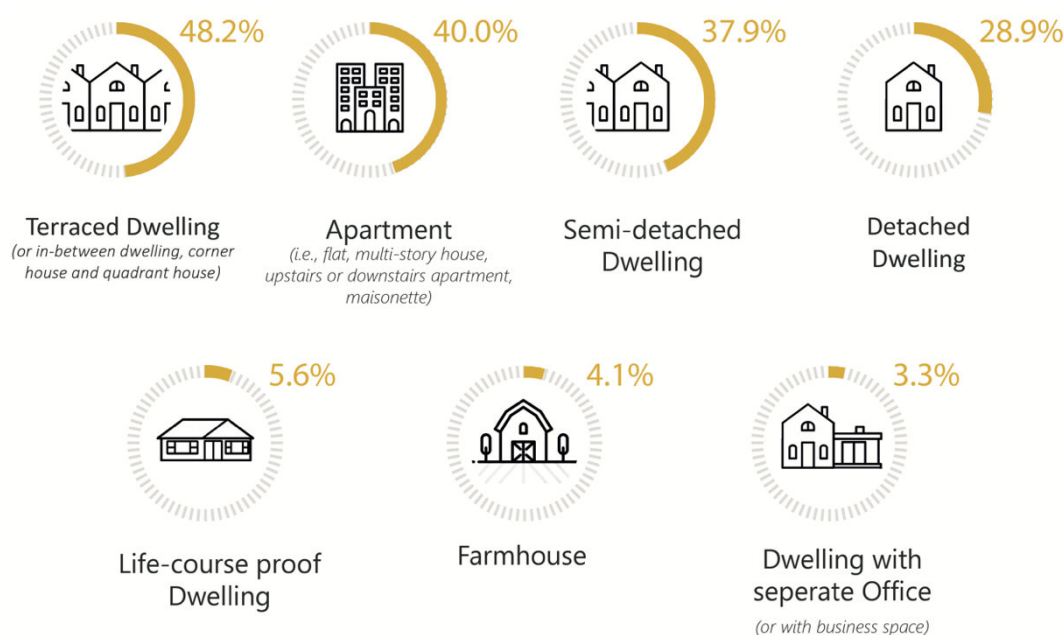 48.2%
40.0%
37.9%
28.9%
Terraced Dwelling
(or in-between dwelling, corner
house and quadrant house)
Apartment
(i.e., flat, multi-story house,
upstairs or downstairs apartment,
maisonette)
Semi-detached
Dwelling
Detached
Dwelling
5.6%
4.1%
3.3%
Life-course proof
Dwelling
Farmhouse
Dwelling with
seperate Office
(or with business space)